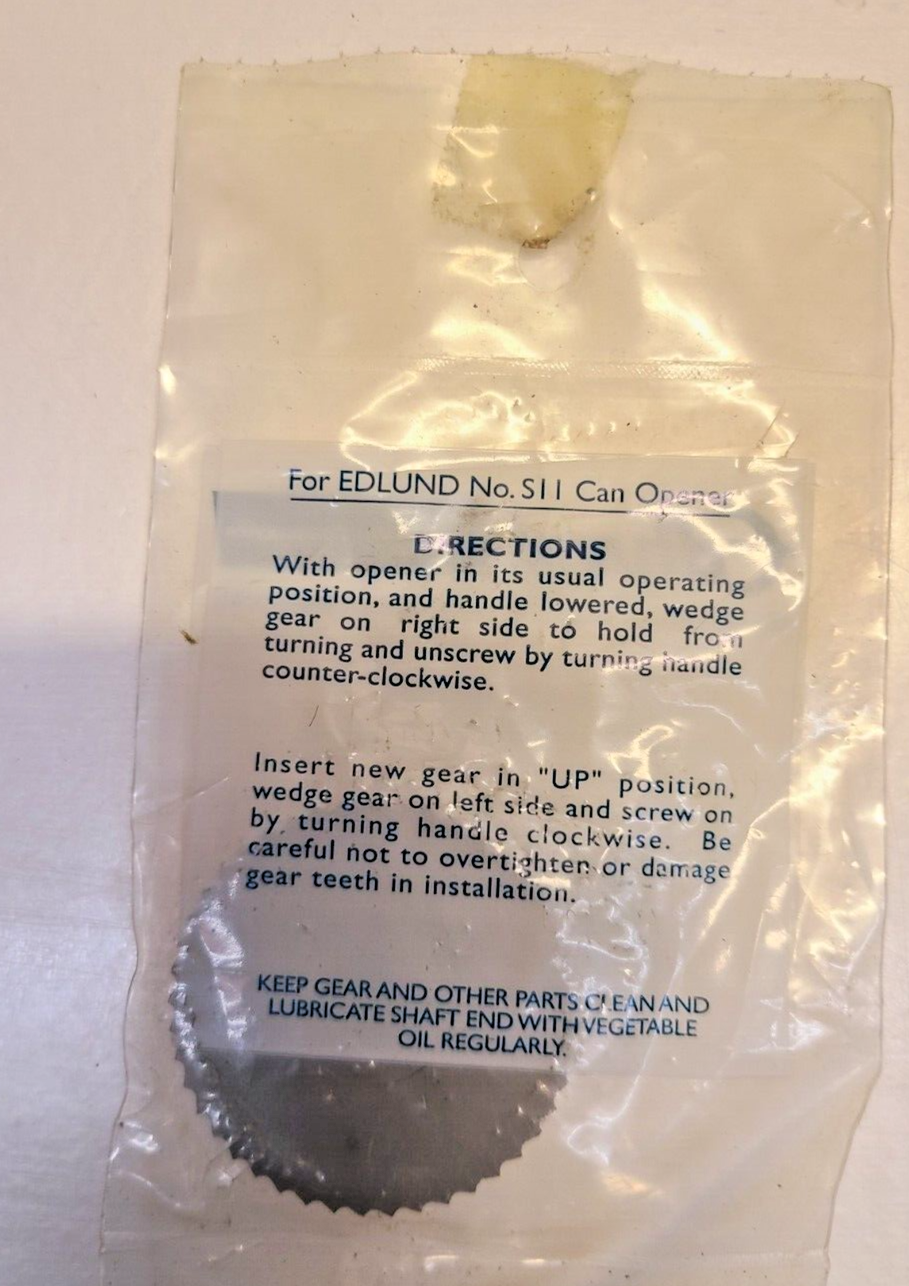 For EDLUND No. S11 Can Opener
DIRECTIONS
With opener in its usual operating
position, and handle lowered, wedge
gear on right side to hold from
turning and unscrew by turning handle
counter-clockwise.
Insert new gear in "UP" position,
wedge gear on left side and screw on
by turning handle clockwise. Be
careful not to overtighten or damage
gear teeth in installation.
KEEP GEAR AND OTHER PARTS CLEAN AND
LUBRICATE SHAFT END WITH VEGETABLE
OIL REGULARLY.